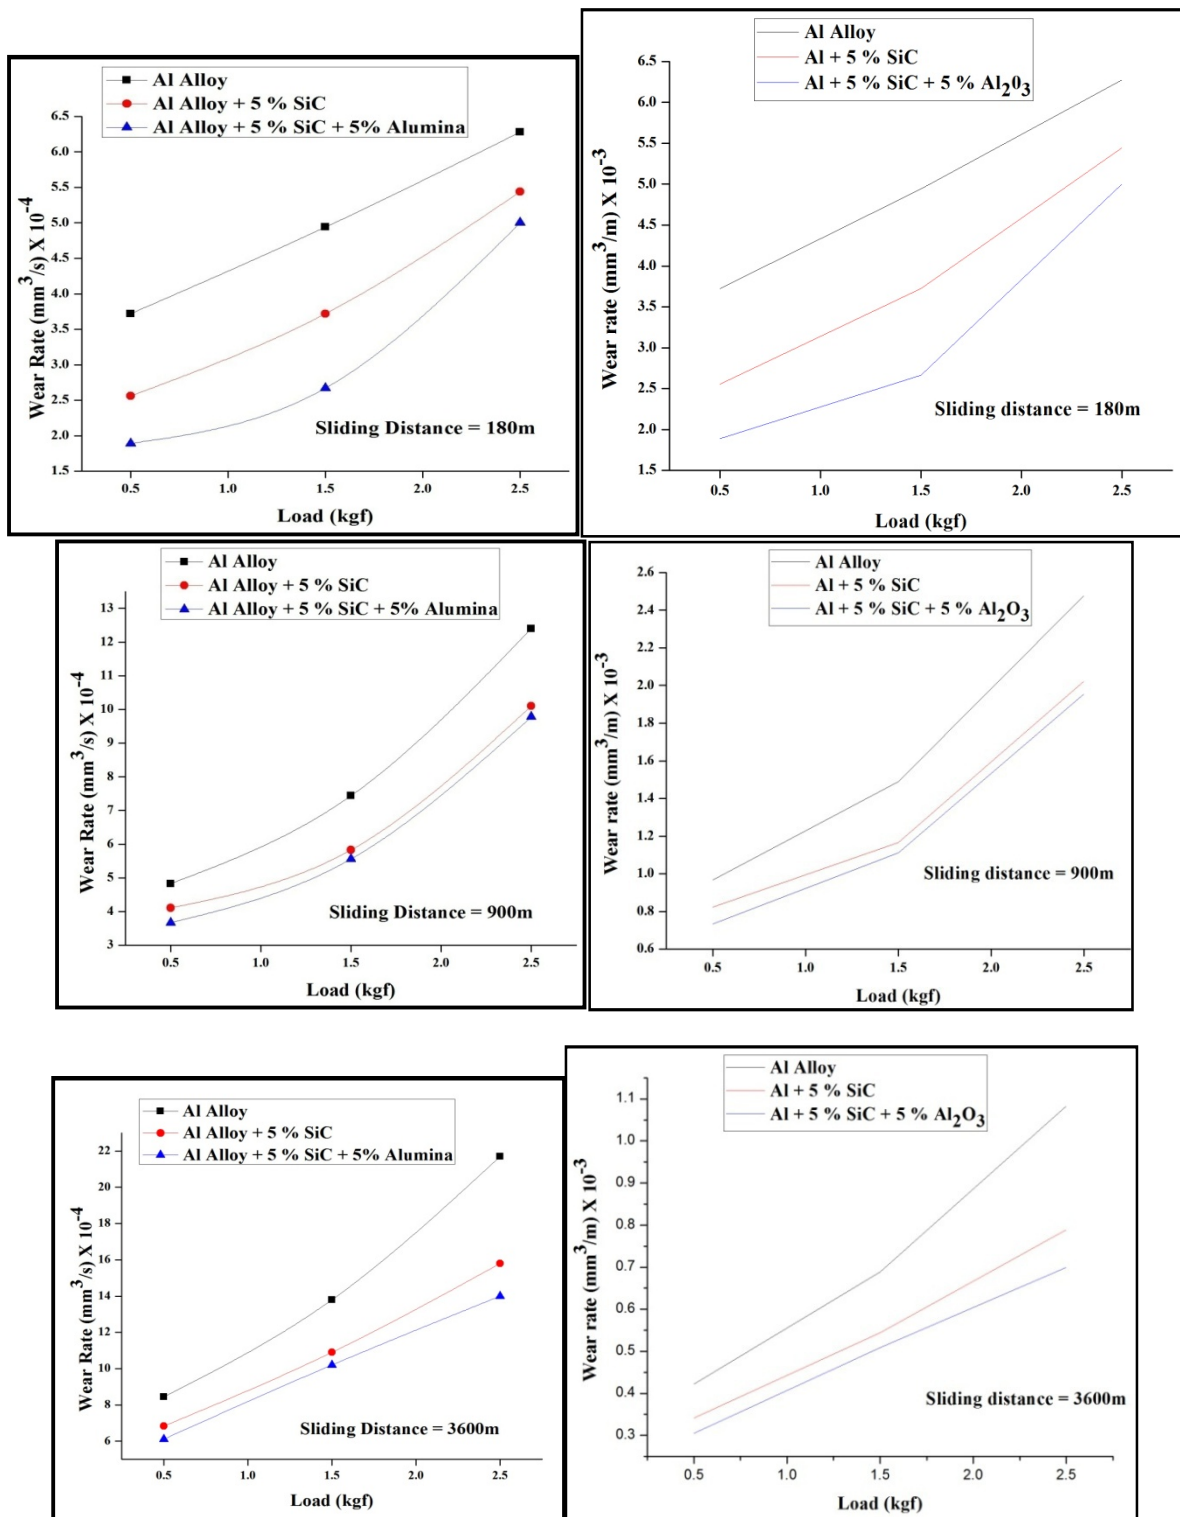 Al Alloy
Al Alloy + 5 % SiC
Al Alloy + 5 % SiC + 5% Alumina
Wear Rate (mm³/s) X 10⁻⁴
6.5
6.0
5.5
5.0
4.5
4.0
3.5
3.0
2.5
2.0
1.5
Sliding Distance = 180m
0.5
1.0
1.5
2.0
2.5
Load (kgf)
Al Alloy
Al + 5 % SiC
Al + 5 % SiC + 5 % Al₂0₃
Wear rate (mm³/m) X 10⁻³
6.5
6.0
5.5
5.0
4.5
4.0
3.5
3.0
2.5
2.0
1.5
Sliding distance = 180m
0.5
1.0
1.5
2.0
2.5
Load (kgf)
Al Alloy
Al Alloy + 5 % SiC
Al Alloy + 5 % SiC + 5% Alumina
Wear Rate (mm³/s) X 10⁻⁴
13
12
11
10
9
8
7
6
5
4
3
Sliding Distance = 900m
0.5
1.0
1.5
2.0
2.5
Load (kgf)
Al Alloy
Al + 5 % SiC
Al + 5 % SiC + 5 % Al₂O₃
Wear rate (mm³/m) X 10⁻³
2.6
2.4
2.2
2.0
1.8
1.6
1.4
1.2
1.0
0.8
0.6
Sliding distance = 900m
0.5
1.0
1.5
2.0
2.5
Load (kgf)
Al Alloy
Al Alloy + 5 % SiC
Al Alloy + 5 % SiC + 5% Alumina
Wear Rate (mm³/s) X 10⁻⁴
22
20
18
16
14
12
10
8
6
Sliding Distance = 3600m
0.5
1.0
1.5
2.0
2.5
Load (kgf)
Al Alloy
Al + 5 % SiC
Al + 5 % SiC + 5 % Al₂O₃
Wear rate (mm³/m) X 10⁻³
1.1
1.0
0.9
0.8
0.7
0.6
0.5
0.4
0.3
Sliding distance = 3600m
0.5
1.0
1.5
2.0
2.5
Load (kgf)